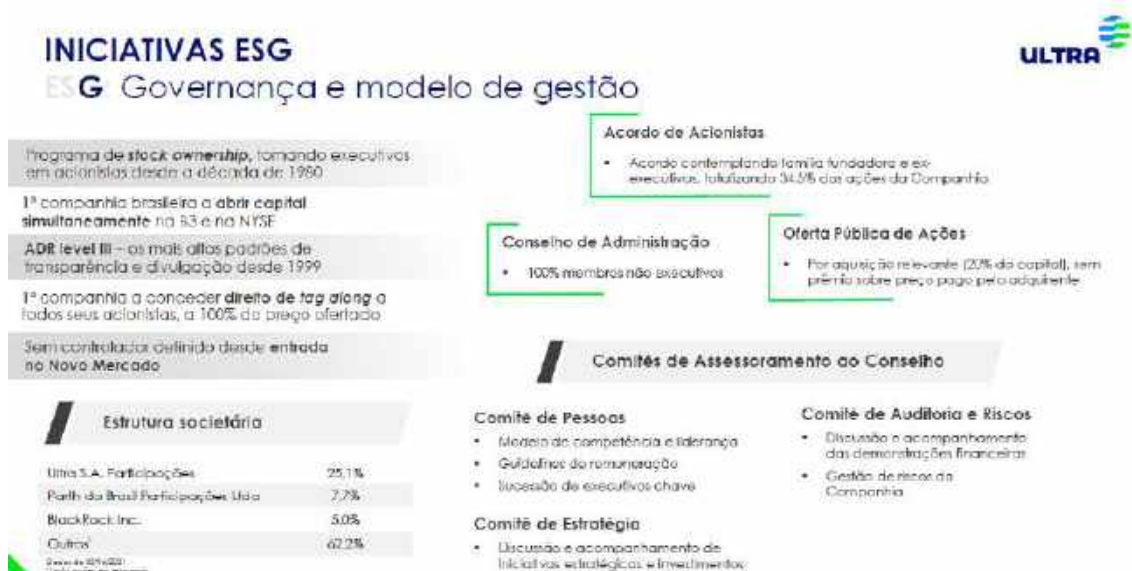 INICIATIVAS ESG
ESG Governança e modelo de gestão
ULTRA
Programa de stock ownership, tornando executivos
em acionistas desde a década de 1980
1ª companhia brasileira a abrir capital
simultaneamente na B3 e na NYSE
ADR level III – os mais altos padrões de
transparência e divulgação desde 1999
1ª companhia a conceder direito de tag along a
todos seus acionistas, a 100% do preço ofertado
Sem controlador definido desde entrada
no Novo Mercado
Estrutura societária
Ultra S.A. Participações 25,1%
Parth do Brasil Participações Ltda 7,7%
BlackRock Inc. 5,0%
Outros¹ 62,2%
Acordo de Acionistas
• Acordo contemplando família fundadora e ex-
executivos, totalizando 34,5% das ações da Companhia
Conselho de Administração
• 100% membros não executivos
Oferta Pública de Ações
• Por aquisição relevante (20% do capital), sem
prêmio sobre preço pago pelo adquirente
Comitês de Assessoramento ao Conselho
Comitê de Pessoas
• Modelo de competência e liderança
• Guidelines de remuneração
• Sucessão de executivos chave
Comitê de Estratégia
• Discussão e acompanhamento de
iniciativas estratégicas e investimentos
Comitê de Auditoria e Riscos
• Discussão e acompanhamento
das demonstrações financeiras
• Gestão de riscos da
Companhia